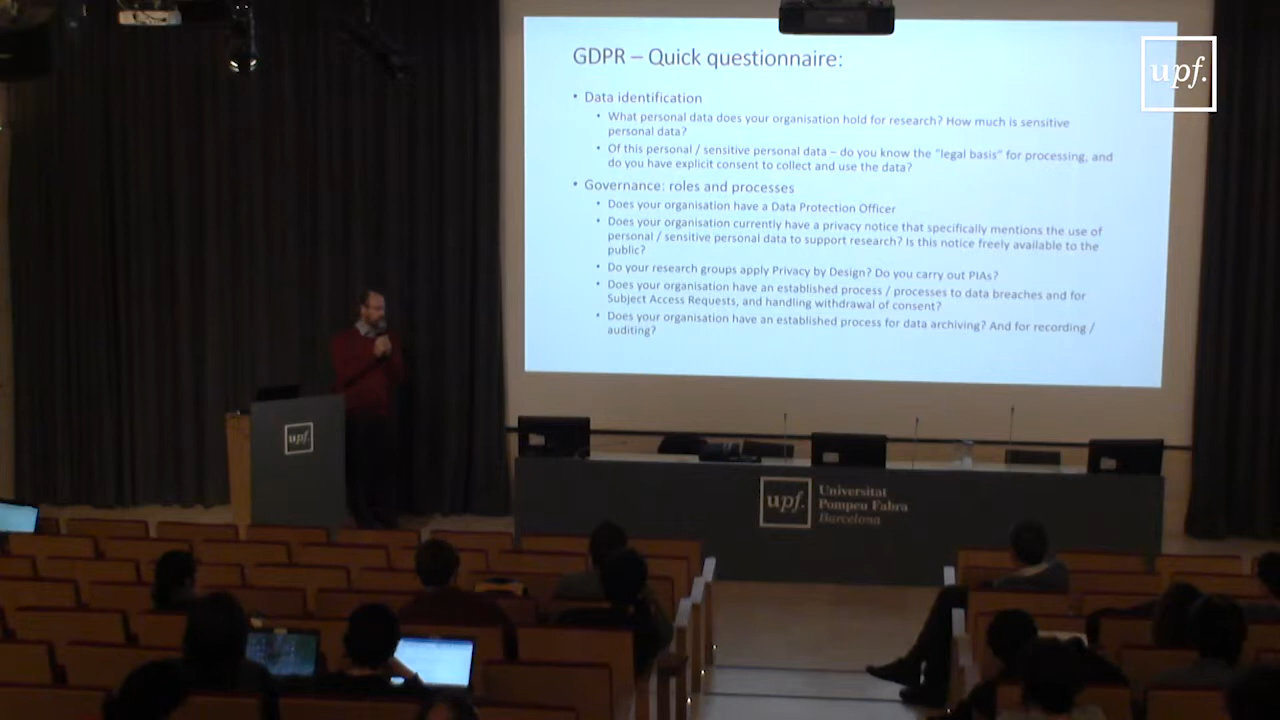 GDPR – Quick questionnaire:
• Data identification
• What personal data does your organisation hold for research? How much is sensitive
personal data?
• Of this personal / sensitive personal data – do you know the "legal basis" for processing, and
do you have explicit consent to collect and use the data?
• Governance: roles and processes
• Does your organisation have a Data Protection Officer
• Does your organisation currently have a privacy notice that specifically mentions the use of
personal / sensitive personal data to support research? Is this notice freely available to the
public?
• Do your research groups apply Privacy by Design? Do you carry out PIAs?
• Does your organisation have an established process / processes to data breaches and for
Subject Access Requests, and handling withdrawal of consent?
• Does your organisation have an established process for data archiving? And for recording /
auditing?
upf.
upf.
upf.
Universitat
Pompeu Fabra
Barcelona